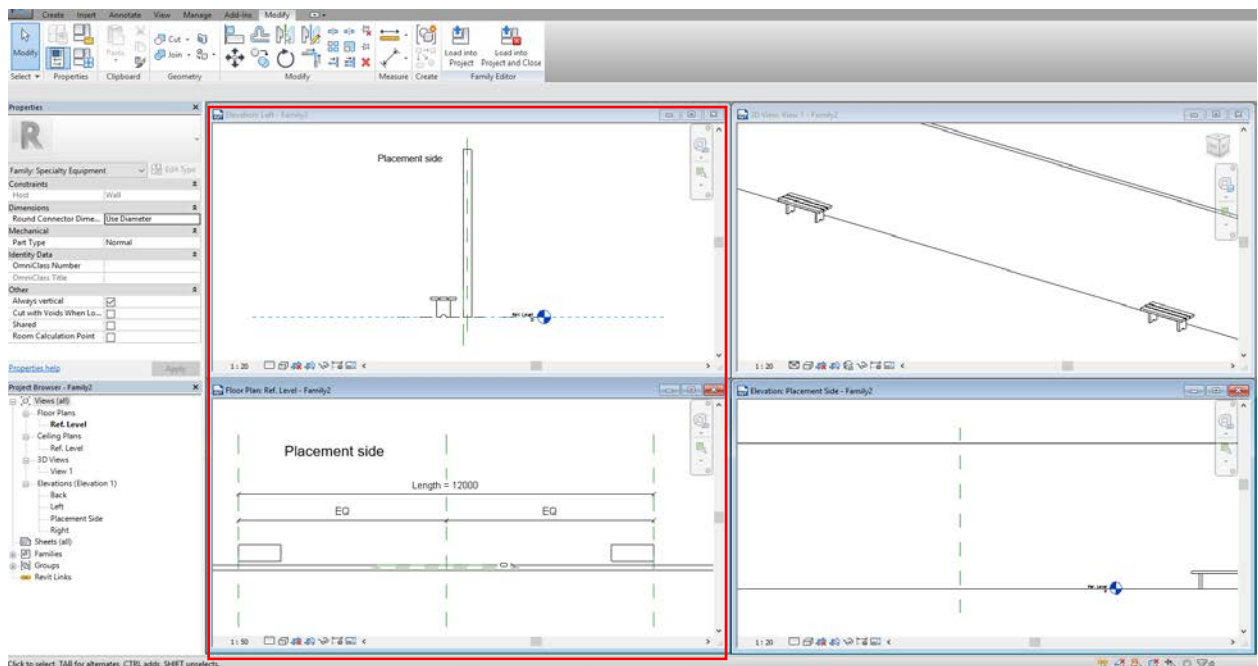 Create Insert Annotate View Manage Add-Ins Modify
Modify
Paste
Cut
Join
Load into Project
Load into Project and Close
Select Properties Clipboard Geometry Modify Measure Create Family Editor
Properties
R
Family: Specialty Equipment
Edit Type
Constraints
Host Wall
Dimensions
Round Connector Dime... Use Diameter
Mechanical
Part Type Normal
Identity Data
OmniClass Number
OmniClass Title
Other
Always vertical
Cut with Voids When Lo...
Shared
Room Calculation Point
Properties help
Apply
Project Browser - Family2
Views (all)
Floor Plans
Ref. Level
Ceiling Plans
Ref. Level
3D Views
View 1
Elevations (Elevation 1)
Back
Left
Placement Side
Right
Sheets (all)
Families
Groups
Revit Links
Elevation: Left - Family2
Placement side
Ref. Level
1 : 20
3D View: View 1 - Family2
1 : 20
Floor Plan: Ref. Level - Family2
Placement side
Length = 12000
EQ EQ
1 : 50
Elevation: Placement Side - Family2
Ref. Level
1 : 20
Click to select, TAB for alternates, CTRL adds, SHIFT unselects.